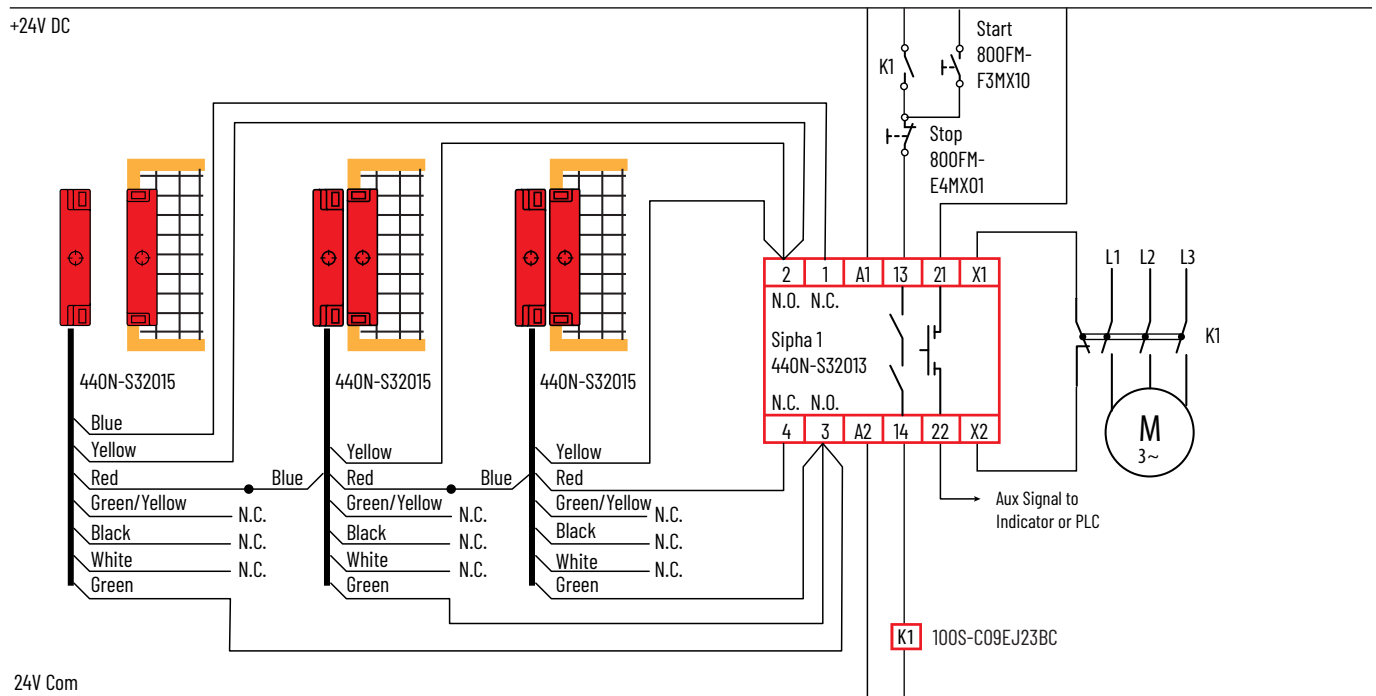 +24V DC
Start
800FM-
F3MX10
K1
Stop
800FM-
E4MX01
2 1 A1 13 21 X1
N.O. N.C.
Sipha 1
440N-S32013
N.C. N.O.
4 3 A2 14 22 X2
L1 L2 L3
K1
M
3~
Aux Signal to
Indicator or PLC
440N-S32015
440N-S32015
440N-S32015
Blue
Yellow
Red
Green/Yellow N.C.
Black N.C.
White N.C.
Green
Blue
Yellow
Red
Green/Yellow N.C.
Black N.C.
White N.C.
Green
Blue
Yellow
Red
Green/Yellow N.C.
Black N.C.
White N.C.
Green
K1 100S-C09EJ23BC
24V Com